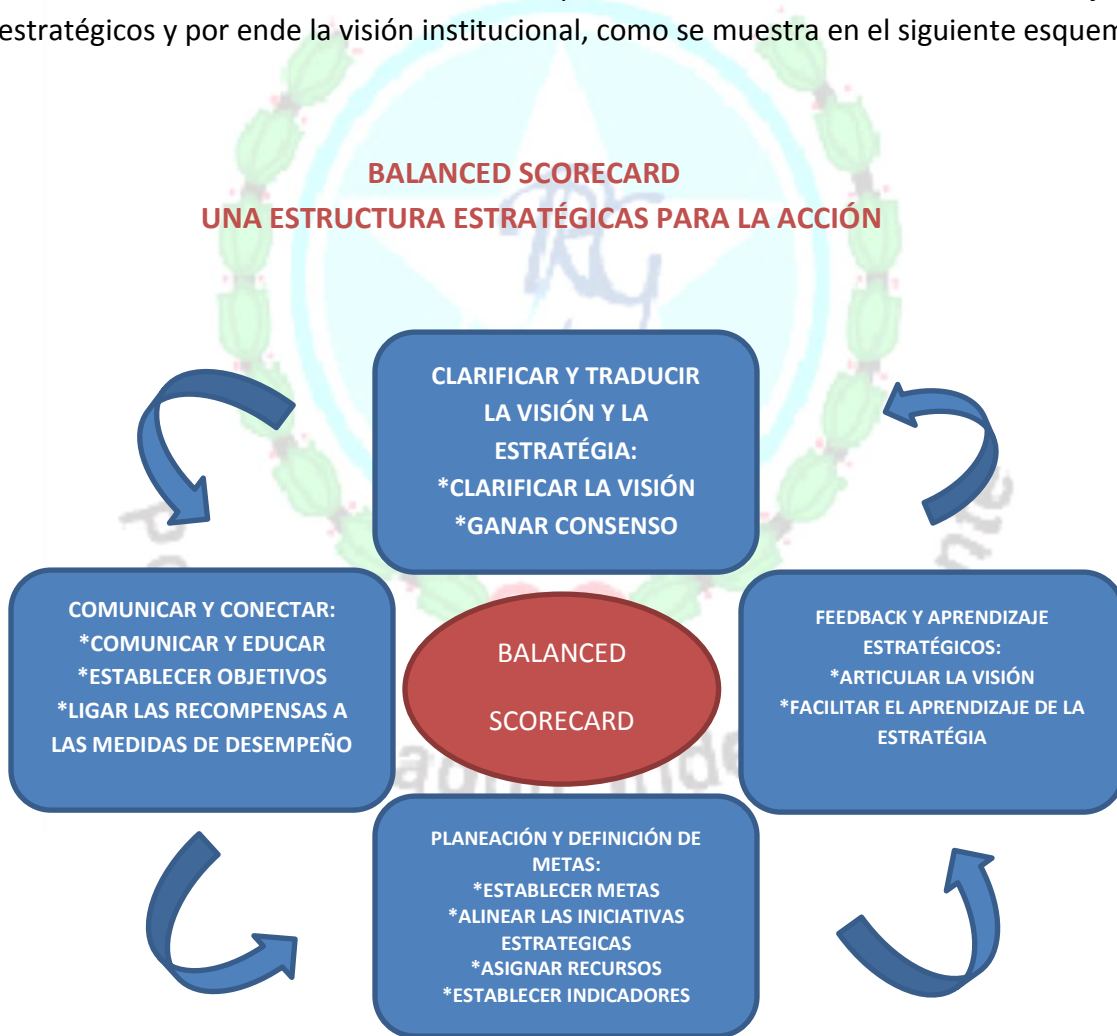 estratégicos y por ende la visión institucional, como se muestra en el siguiente esquem
BALANCED SCORECARD
UNA ESTRUCTURA ESTRATÉGICAS PARA LA ACCIÓN
CLARIFICAR Y TRADUCIR
LA VISIÓN Y LA
ESTRATÉGIA:
*CLARIFICAR LA VISIÓN
*GANAR CONSENSO
COMUNICAR Y CONECTAR:
*COMUNICAR Y EDUCAR
*ESTABLECER OBJETIVOS
*LIGAR LAS RECOMPENSAS A
LAS MEDIDAS DE DESEMPEÑO
BALANCED
SCORECARD
FEEDBACK Y APRENDIZAJE
ESTRATÉGICOS:
*ARTICULAR LA VISIÓN
*FACILITAR EL APRENDIZAJE DE LA
ESTRATÉGIA
PLANEACIÓN Y DEFINICIÓN DE
METAS:
*ESTABLECER METAS
*ALINEAR LAS INICIATIVAS
ESTRATEGICAS
*ASIGNAR RECURSOS
*ESTABLECER INDICADORES